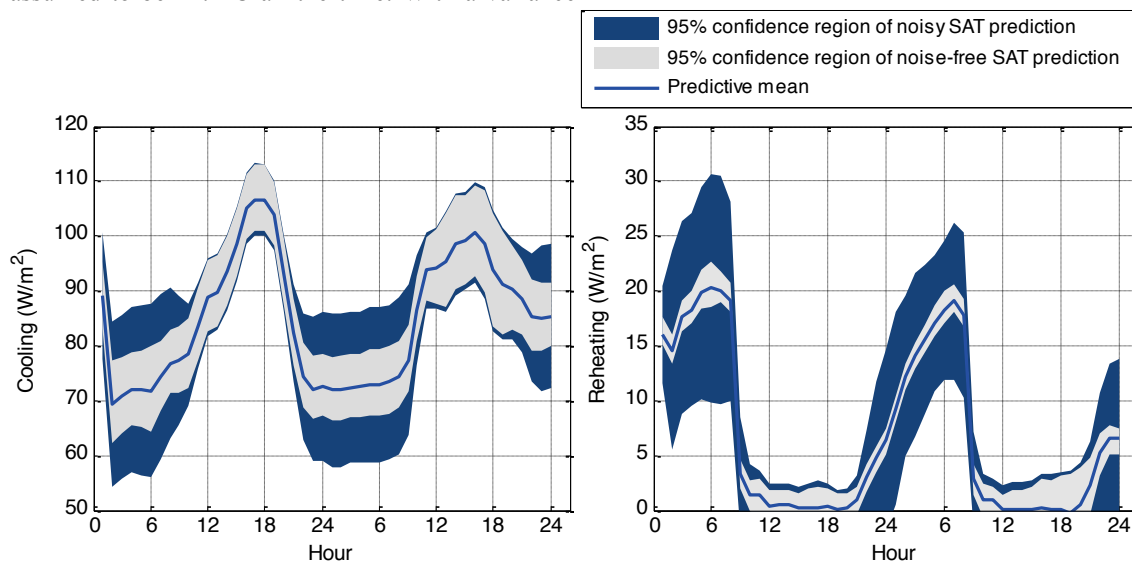 95% confidence region of noisy SAT prediction
95% confidence region of noise-free SAT prediction
Predictive mean
120
110
100
90
80
70
60
50
Cooling (W/m²)
0 6 12 18 24 6 12 18 24
Hour
35
30
25
20
15
10
5
0
Reheating (W/m²)
0 6 12 18 24 6 12 18 24
Hour